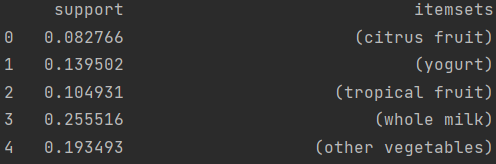 support itemsets
0 0.082766 (citrus fruit)
1 0.139502 (yogurt)
2 0.104931 (tropical fruit)
3 0.255516 (whole milk)
4 0.193493 (other vegetables)